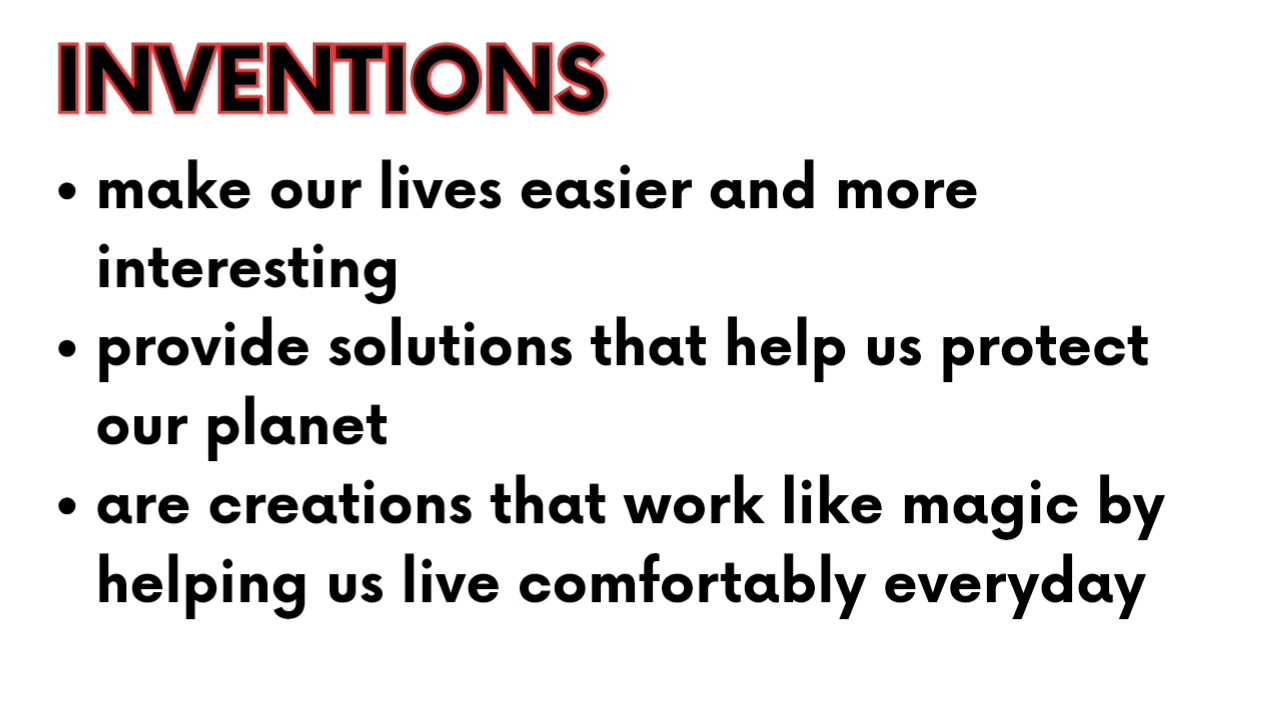 INVENTIONS
• make our lives easier and more
interesting
• provide solutions that help us protect
our planet
• are creations that work like magic by
helping us live comfortably everyday